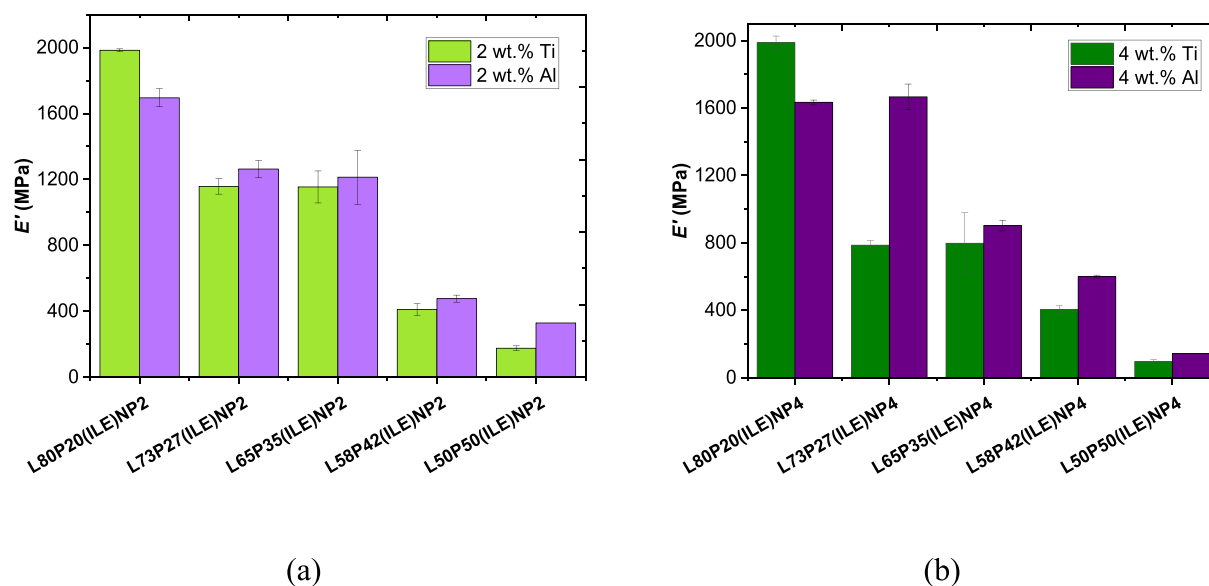 2000
1600
1200
800
400
0
E' (MPa)
2 wt.% Ti
2 wt.% Al
L80P20(ILE)NP2
L73P27(ILE)NP2
L65P35(ILE)NP2
L58P42(ILE)NP2
L50P50(ILE)NP2
(a)
2000
1600
1200
800
400
0
E' (MPa)
4 wt.% Ti
4 wt.% Al
L80P20(ILE)NP4
L73P27(ILE)NP4
L65P35(ILE)NP4
L58P42(ILE)NP4
L50P50(ILE)NP4
(b)